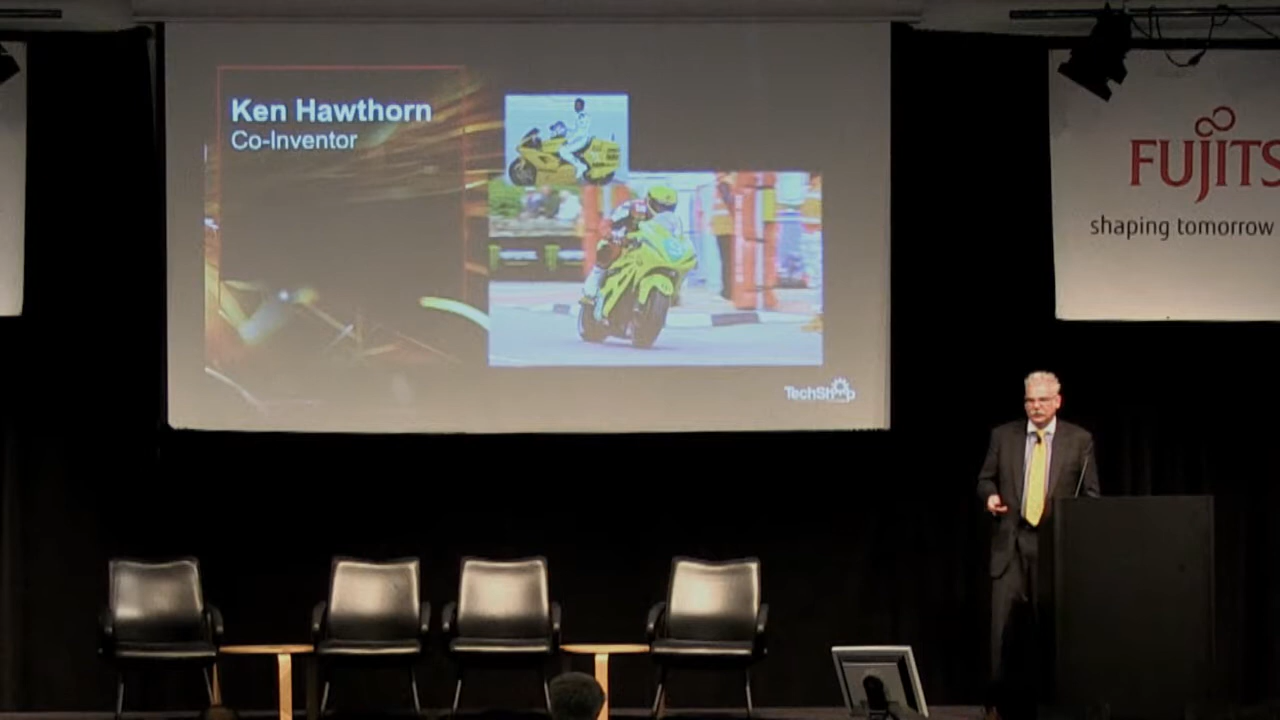 Ken Hawthorn
Co-Inventor
TechShop
FUJITS
shaping tomorrow